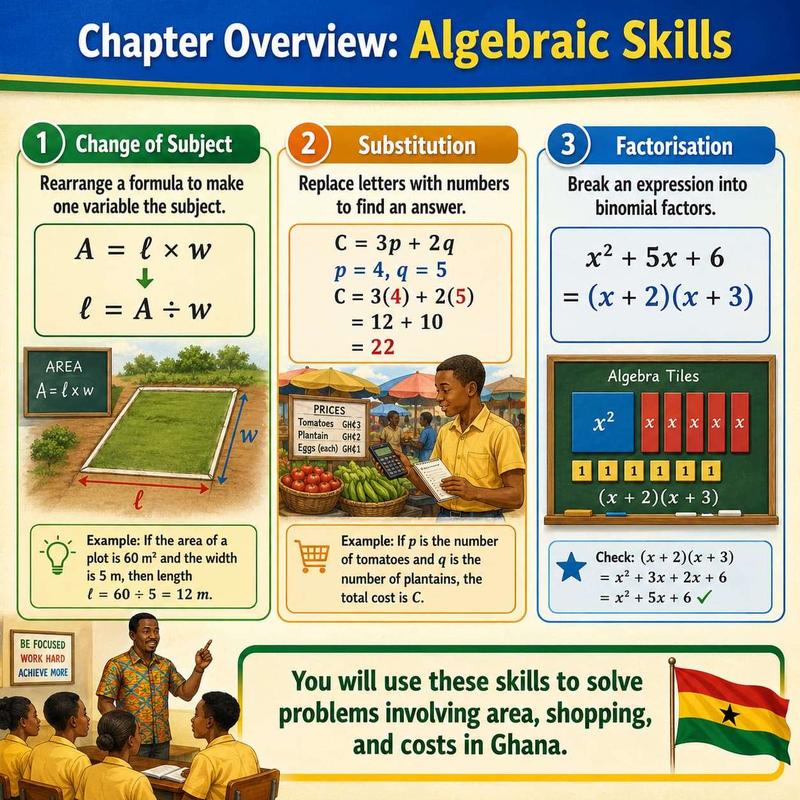 Chapter Overview: Algebraic Skills
1 Change of Subject
Rearrange a formula to make
one variable the subject.
A = ℓ × w
↓
ℓ = A ÷ w
AREA
A = ℓ x w
w
ℓ
Example: If the area of a
plot is 60 m² and the width
is 5 m, then length
ℓ = 60 ÷ 5 = 12 m.
2 Substitution
Replace letters with numbers
to find an answer.
C = 3p + 2q
p = 4, q = 5
C = 3(4) + 2(5)
= 12 + 10
= 22
PRICES
Tomatoes GH¢3
Plantain GH¢2
Eggs (each) GH¢1
Example: If p is the number
of tomatoes and q is the
number of plantains, the
total cost is C.
3 Factorisation
Break an expression into
binomial factors.
x² + 5x + 6
= (x + 2)(x + 3)
Algebra Tiles
x² x x x x x
1 1 1 1 1 1
(x + 2)(x + 3)
Check: (x + 2)(x + 3)
= x² + 3x + 2x + 6
= x² + 5x + 6 ✓
BE FOCUSED
WORK HARD
ACHIEVE MORE
You will use these skills to solve
problems involving area, shopping,
and costs in Ghana.